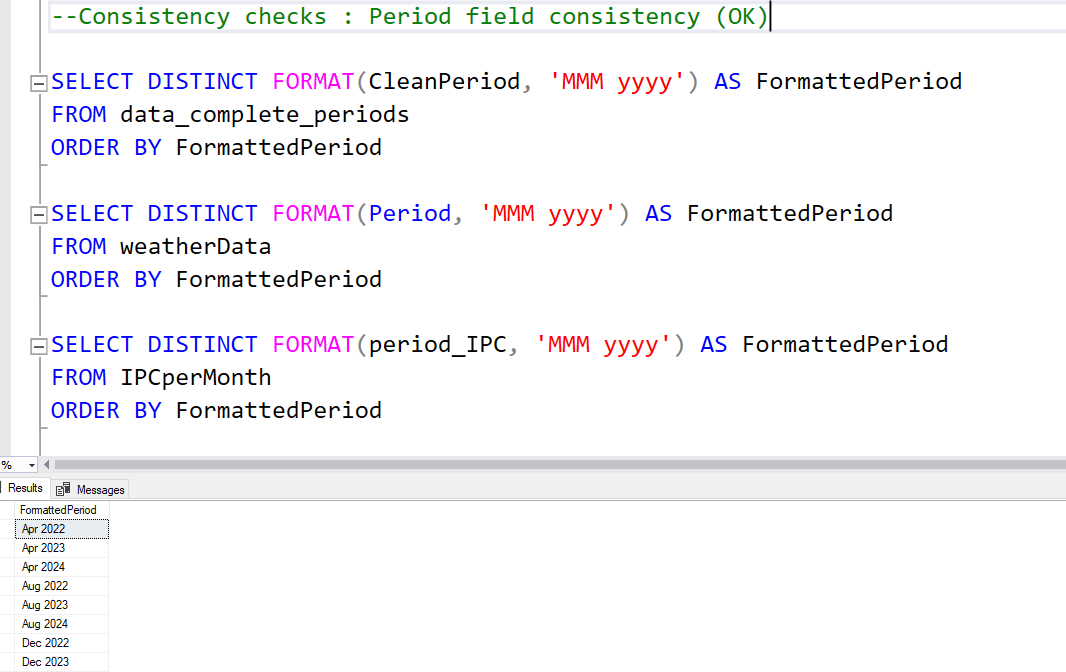 --Consistency checks : Period field consistency (OK)
SELECT DISTINCT FORMAT(CleanPeriod, 'MMM yyyy') AS FormattedPeriod
FROM data_complete_periods
ORDER BY FormattedPeriod
SELECT DISTINCT FORMAT(Period, 'MMM yyyy') AS FormattedPeriod
FROM weatherData
ORDER BY FormattedPeriod
SELECT DISTINCT FORMAT(period_IPC, 'MMM yyyy') AS FormattedPeriod
FROM IPCperMonth
ORDER BY FormattedPeriod
%
Results Messages
FormattedPeriod
Apr 2022
Apr 2023
Apr 2024
Aug 2022
Aug 2023
Aug 2024
Dec 2022
Dec 2023